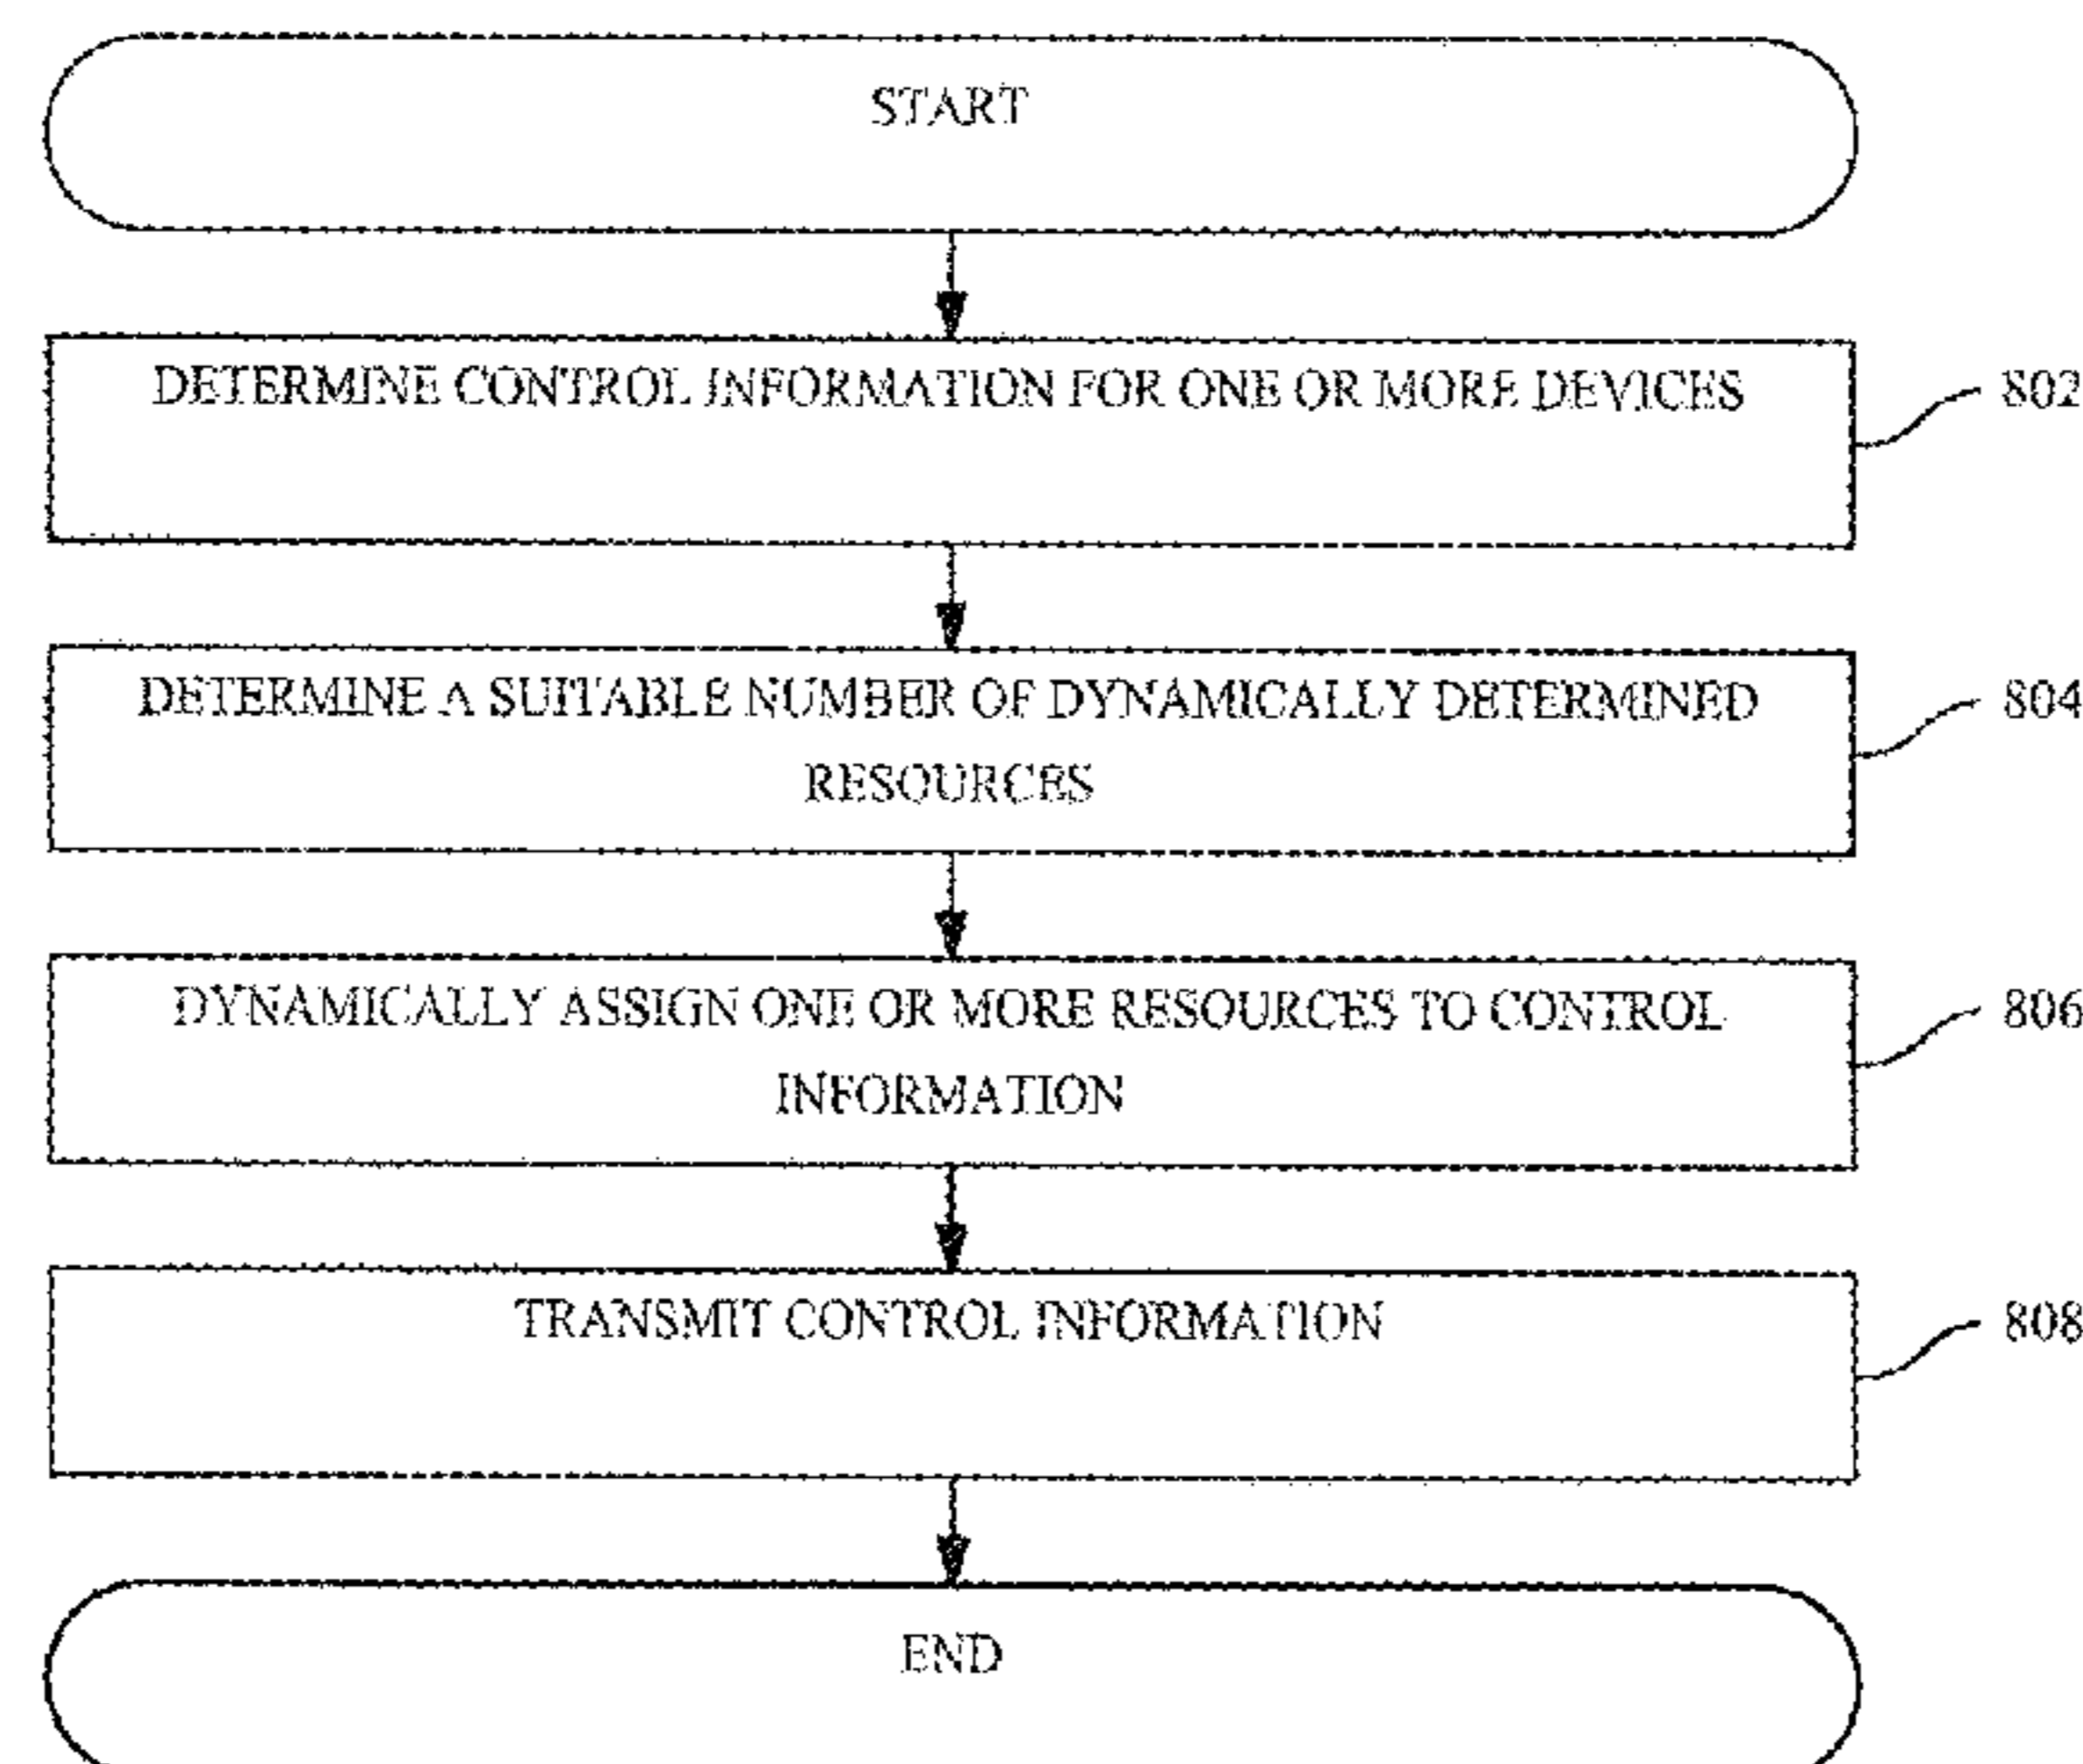 START
DETERMINE CONTROL INFORMATION FOR ONE OR MORE DEVICES
802
DETERMINE A SUITABLE NUMBER OF DYNAMICALLY DETERMINED
RESOURCES
804
DYNAMICALLY ASSIGN ONE OR MORE RESOURCES TO CONTROL
INFORMATION
806
TRANSMIT CONTROL INFORMATION
808
END